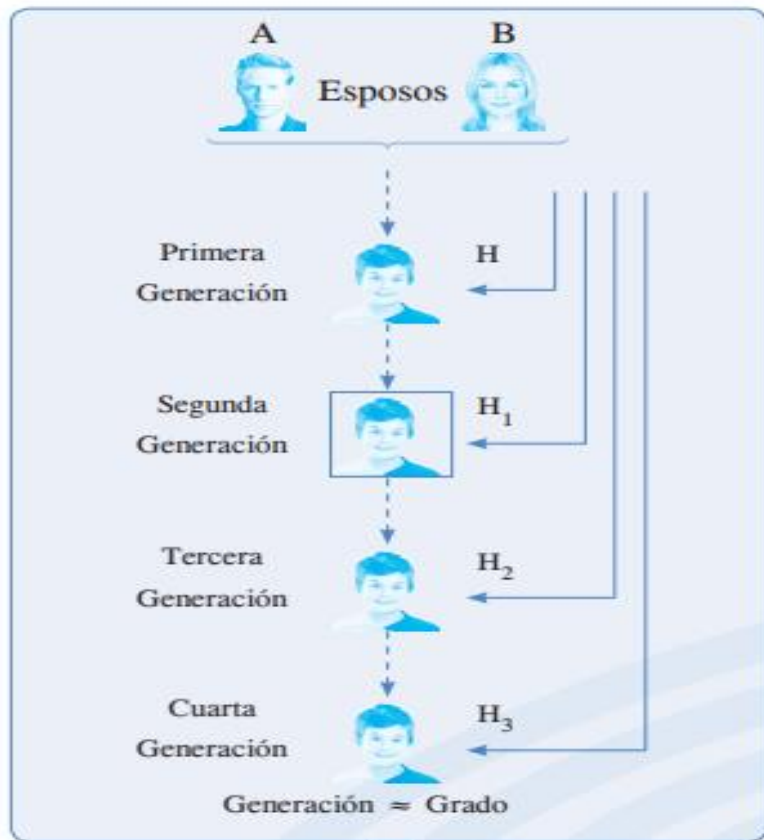 A B
Esposos
Primera
Generación
H
Segunda
Generación
H₁
Tercera
Generación
H₂
Cuarta
Generación
H₃
Generación ≈ Grado